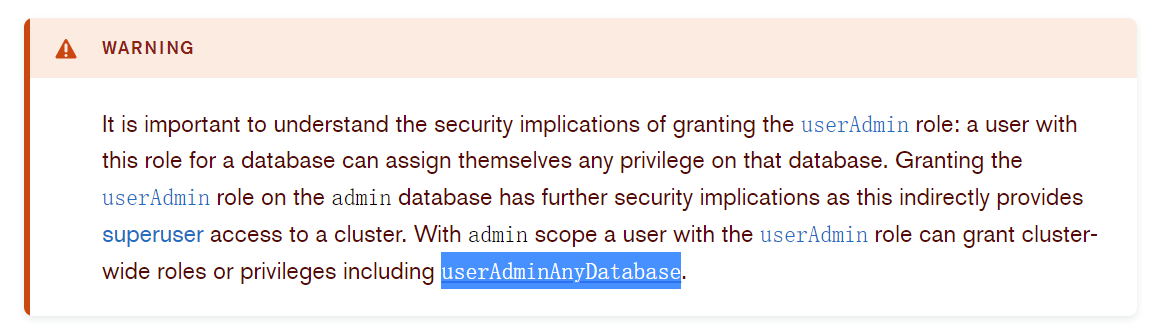 WARNING
It is important to understand the security implications of granting the userAdmin role: a user with
this role for a database can assign themselves any privilege on that database. Granting the
userAdmin role on the admin database has further security implications as this indirectly provides
superuser access to a cluster. With admin scope a user with the userAdmin role can grant cluster-
wide roles or privileges including userAdminAnyDatabase.